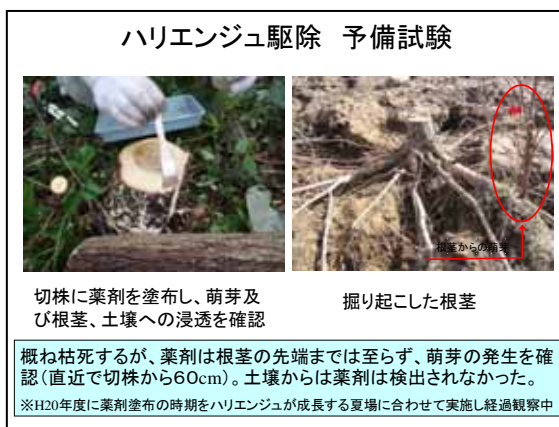 ハリエンジュ駆除 予備試験
根茎からの萌芽
切株に薬剤を塗布し、萌芽及
び根茎、土壌への浸透を確認
掘り起こした根茎
概ね枯死するが、薬剤は根茎の先端までは至らず、萌芽の発生を確
認(直近で切株から60cm)。土壌からは薬剤は検出されなかった。
※H20年度に薬剤塗布の時期をハリエンジュが成長する夏場に合わせて実施し経過観察中